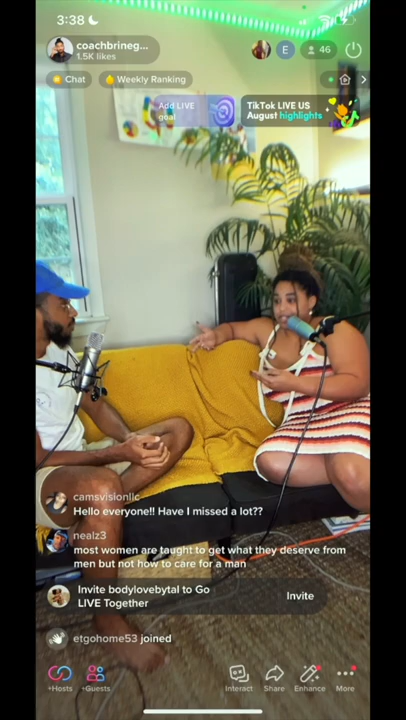 3:38
coachbrineg...
1.5K likes
E
46
Chat
Weekly Ranking
Add LIVE
goal
TikTok LIVE US
August highlights
camsvisionllc
Hello everyone!! Have I missed a lot??
nealz3
most women are taught to get what they deserve from
men but not how to care for a man
Invite bodylovebytal to Go
LIVE Together
Invite
etgohome53 joined
+Hosts
+Guests
Interact
Share
Enhance
More